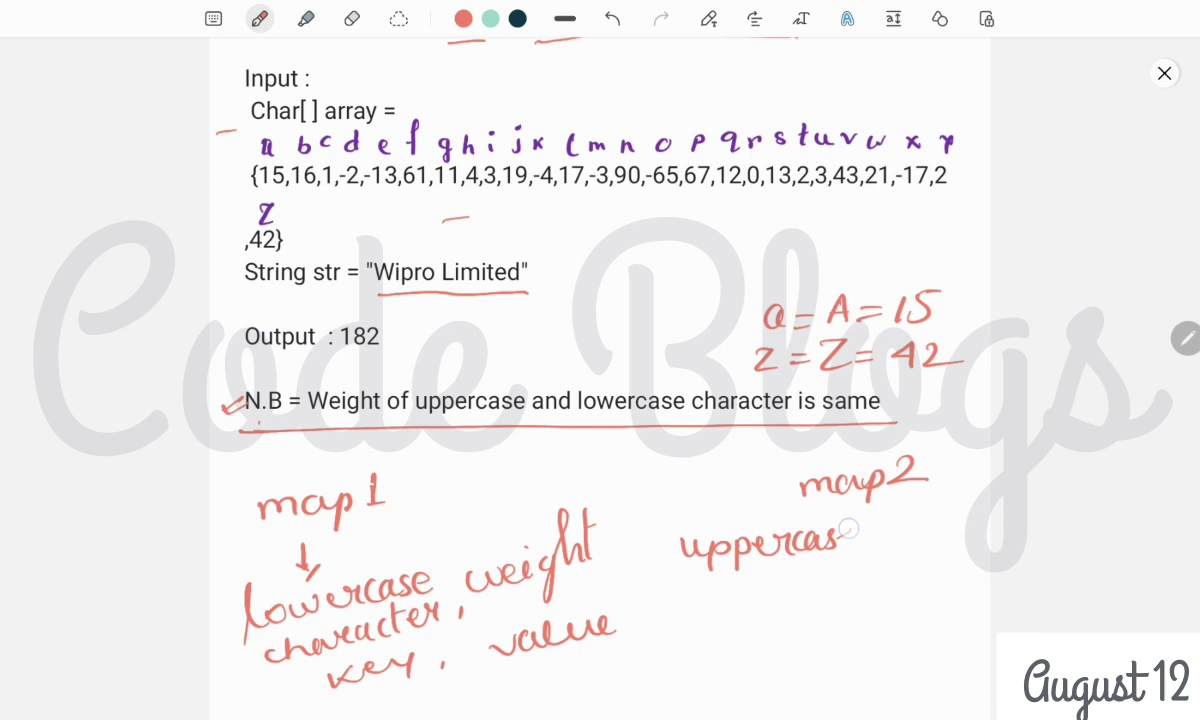 Input :
Char[ ] array =
a b c d e f g h i j k l m n o p q r s t u v w x y
{15,16,1,-2,-13,61,11,4,3,19,-4,17,-3,90,-65,67,12,0,13,2,3,43,21,-17,2
z
,42}
String str = "Wipro Limited"
a = A = 15
Output : 182
z = Z = 42
N.B = Weight of uppercase and lowercase character is same
map 1
map2
lowercase, weight
uppercas
character
key, value
Code Blogs
August 12